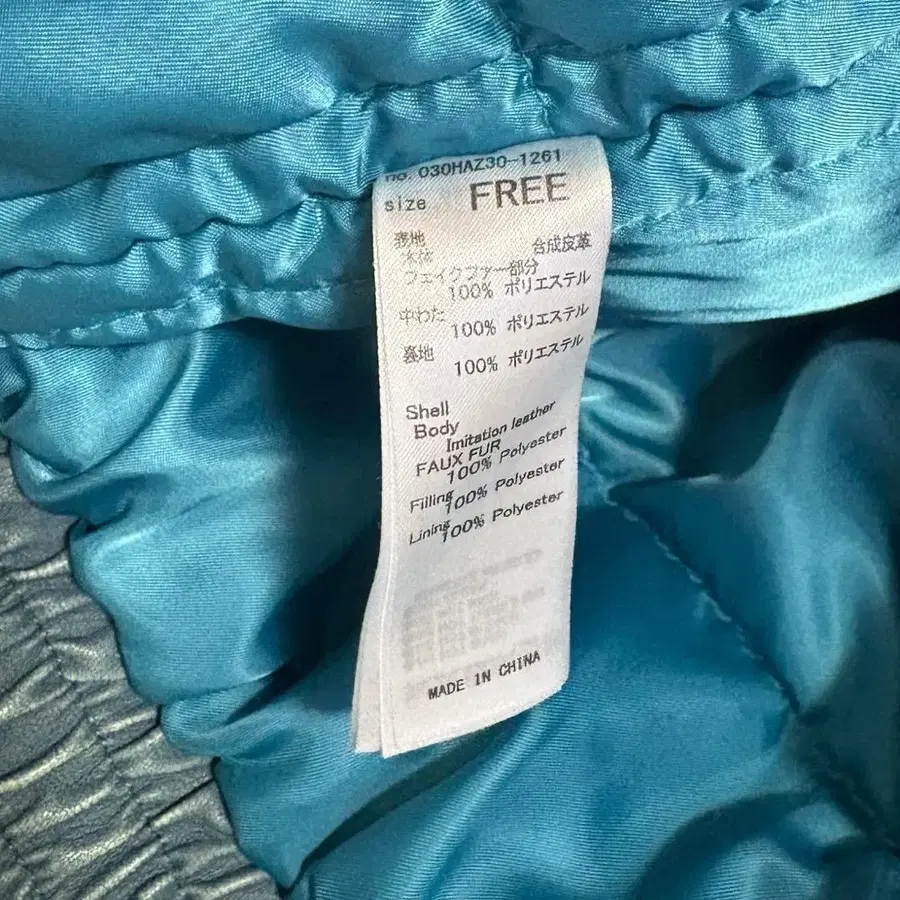 no. 030HAZ30-1261
size FREE
表地
本体 合成皮革
フェイクファー部分
100% ポリエステル
中わた
100% ポリエステル
裏地
100% ポリエステル
Shell
Body
Imitation leather
FAUX FUR
100% Polyester
Filling
100% Polyester
Lining
100% Polyester
MADE IN CHINA